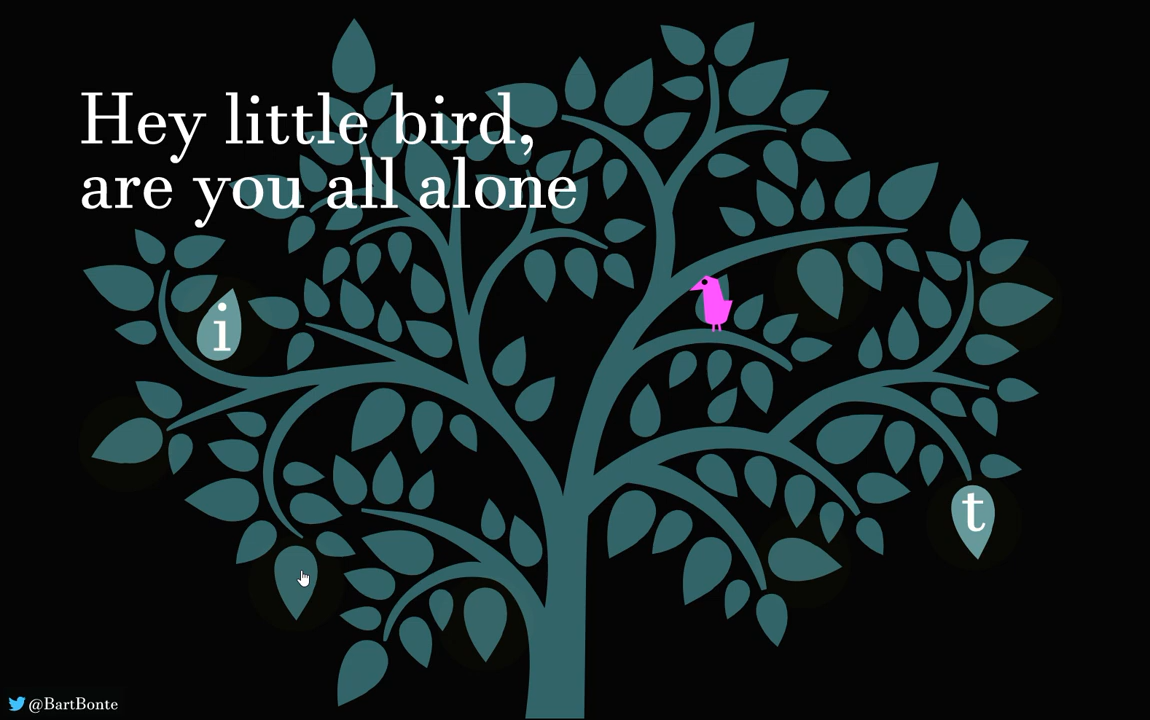 Hey little bird,
are you all alone
i
t
@BartBonte